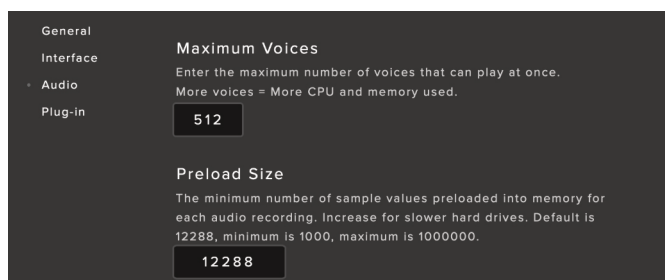 General
Interface
Audio
Plug-in
Maximum Voices
Enter the maximum number of voices that can play at once.
More voices = More CPU and memory used.
512
Preload Size
The minimum number of sample values preloaded into memory for
each audio recording. Increase for slower hard drives. Default is
12288, minimum is 1000, maximum is 1000000.
12288